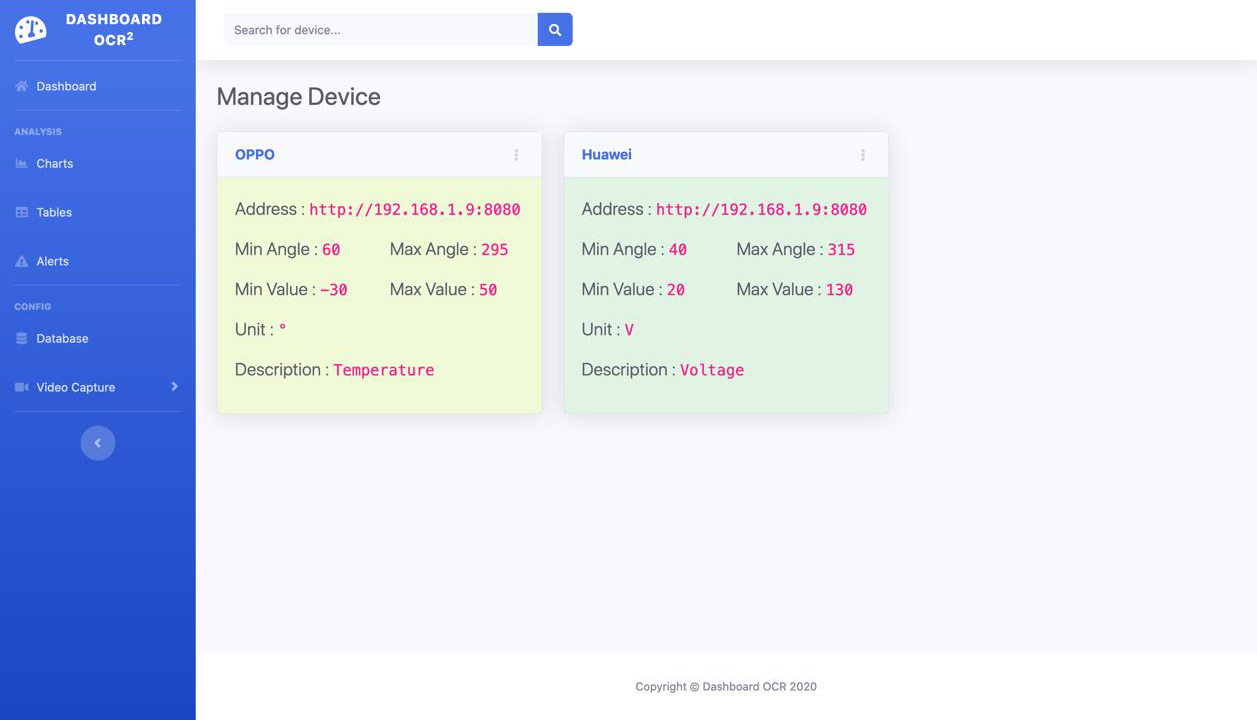 DASHBOARD
OCR²
Dashboard
ANALYSIS
Charts
Tables
Alerts
CONFIG
Database
Video Capture
Search for device...
Manage Device
OPPO
Address : http://192.168.1.9:8080
Min Angle : 60 Max Angle : 295
Min Value : -30 Max Value : 50
Unit : °
Description : Temperature
Huawei
Address : http://192.168.1.9:8080
Min Angle : 40 Max Angle : 315
Min Value : 20 Max Value : 130
Unit : V
Description : Voltage
Copyright © Dashboard OCR 2020